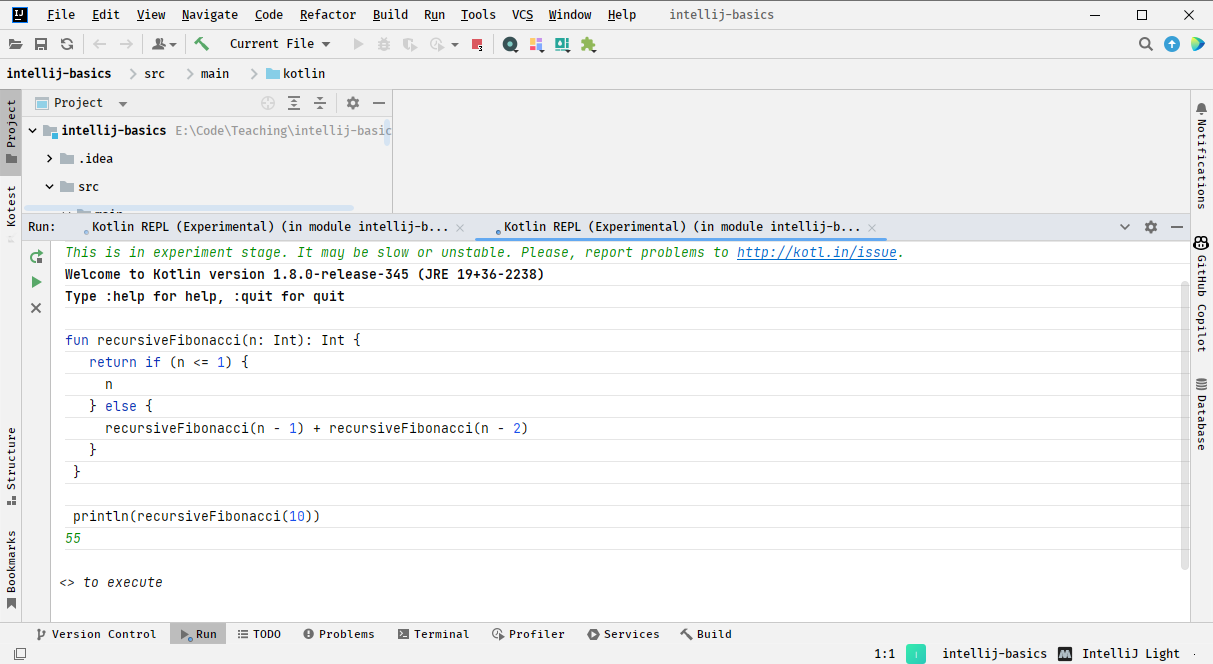 IJ File Edit View Navigate Code Refactor Build Run Tools VCS Window Help intellij-basics
Current File
intellij-basics src main kotlin
Project
Project
intellij-basics E:\Code\Teaching\intellij-basic
.idea
src
main
Kotest
Notifications
GitHub Copilot
Database
Structure
Bookmarks
Run: Kotlin REPL (Experimental) (in module intellij-b... Kotlin REPL (Experimental) (in module intellij-b...
This is in experiment stage. It may be slow or unstable. Please, report problems to http://kotl.in/issue.
Welcome to Kotlin version 1.8.0-release-345 (JRE 19+36-2238)
Type :help for help, :quit for quit
fun recursiveFibonacci(n: Int): Int {
return if (n <= 1) {
n
} else {
recursiveFibonacci(n - 1) + recursiveFibonacci(n - 2)
}
}
println(recursiveFibonacci(10))
55
<> to execute
Version Control Run TODO Problems Terminal Profiler Services Build
1:1 intellij-basics IntelliJ Light